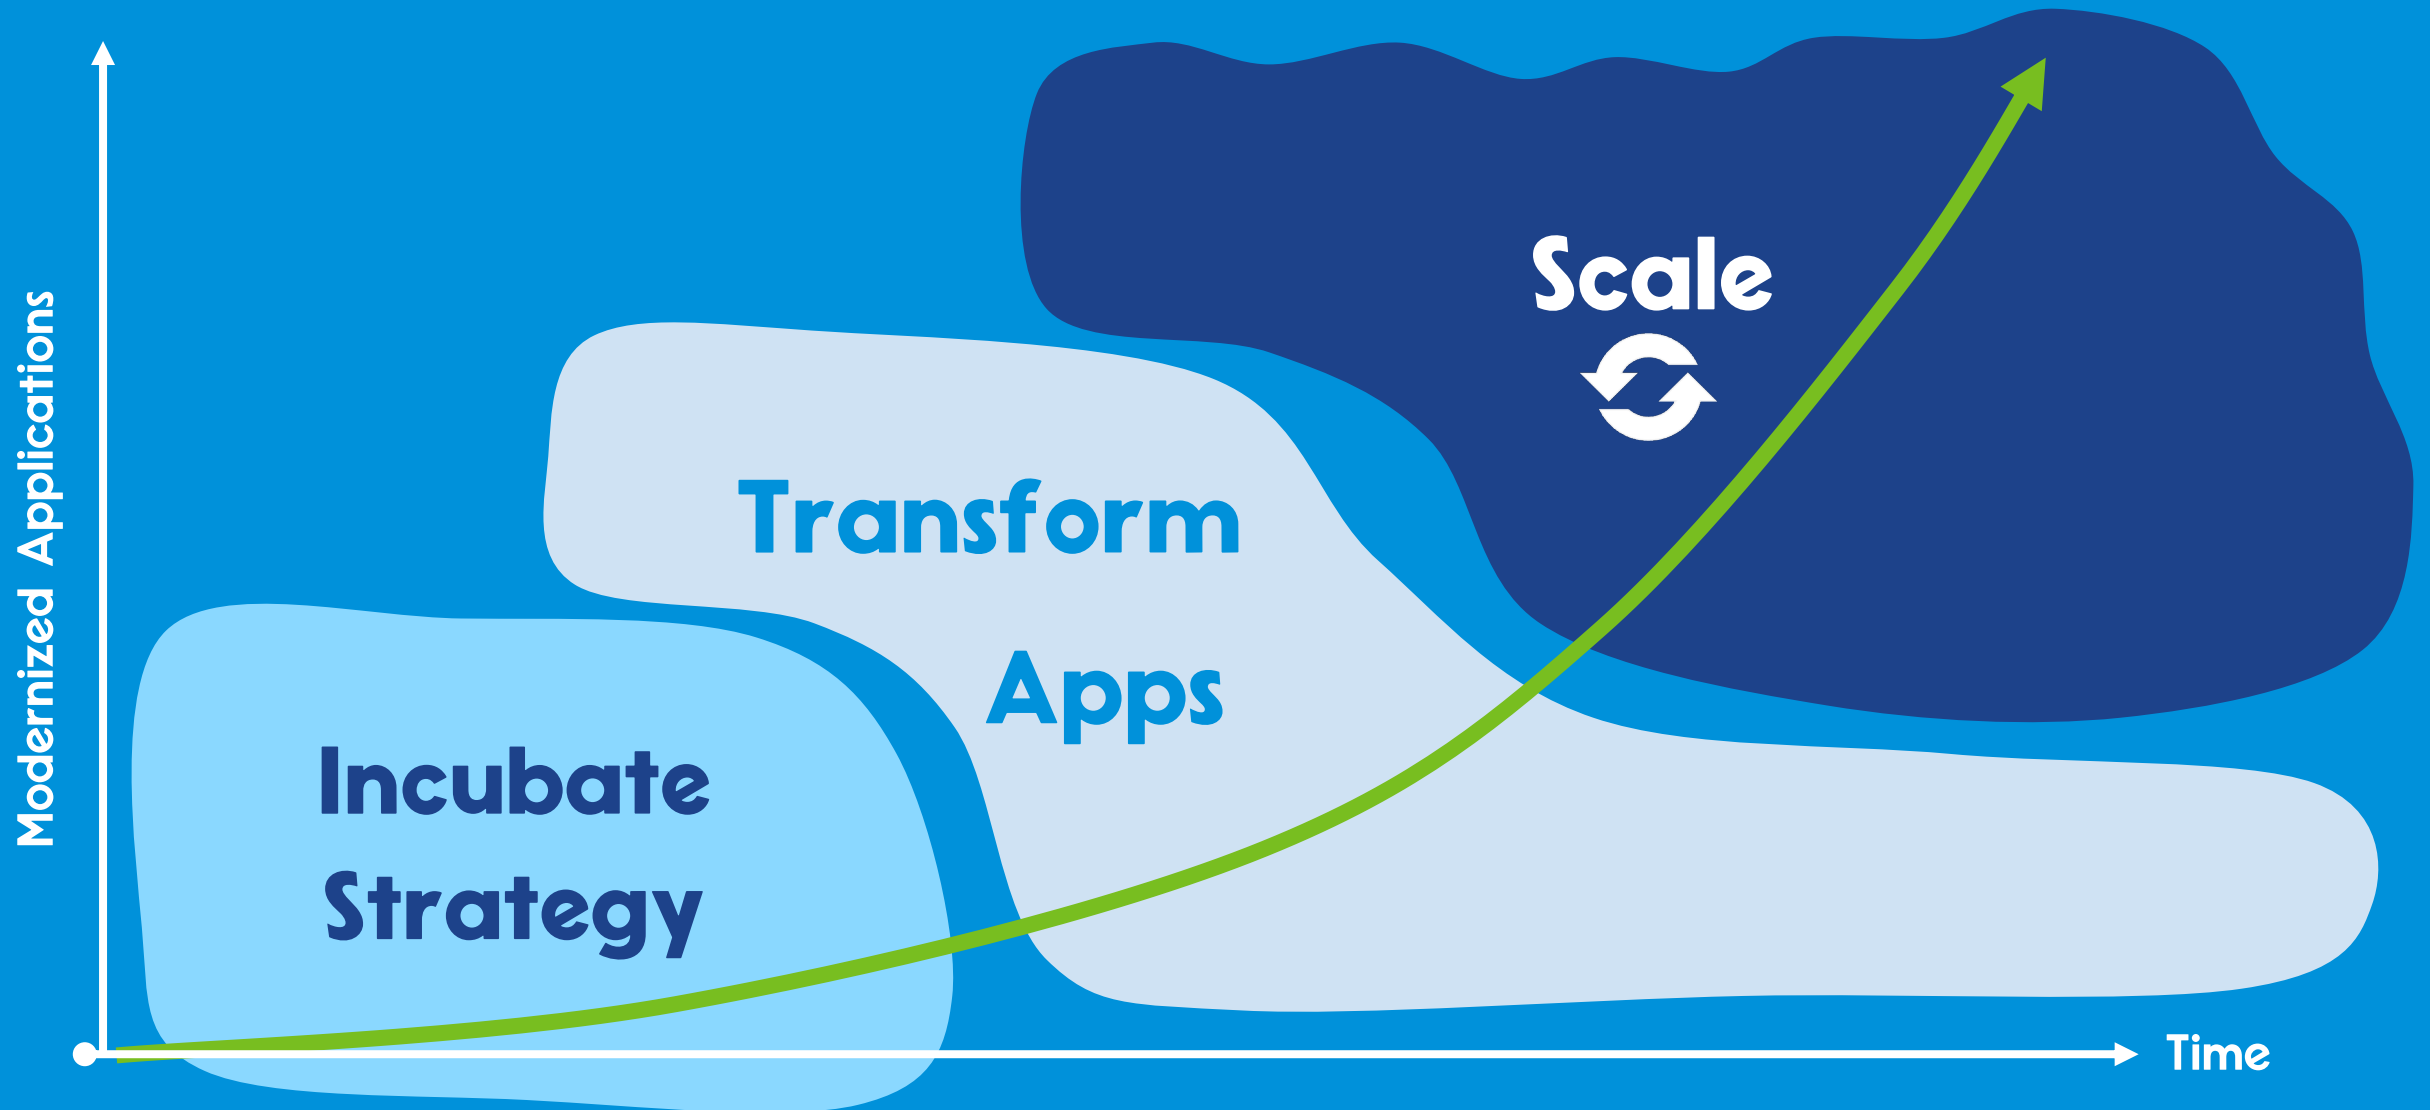 Modernized Applications
Scale
Transform
Apps
Incubate
Strategy
Time